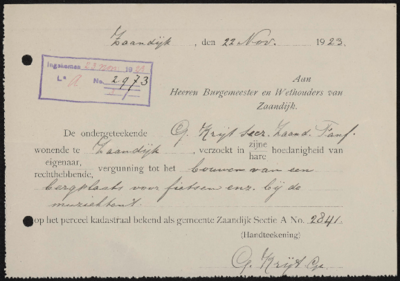 Zaandijk, den 22 Nov. 1923.
Ingekomen 22 Nov. 1923
La A No. 2973
Aan
Heeren Burgemeester en Wethouders van
Zaandijk.
De ondergeteekende G. Krijt secr. Zaand. Fanf.
wonende te Zaandijk, verzoekt in zijne hare hoedanigheid van
eigenaar, rechthebbende, vergunning tot het bouwen van een
bergplaats voor fietsen enz. bij de
muziektent
op het perceel kadastraal bekend als gemeente Zaandijk Sectie A No. 2841.
(Handteekening)
G. Krijt